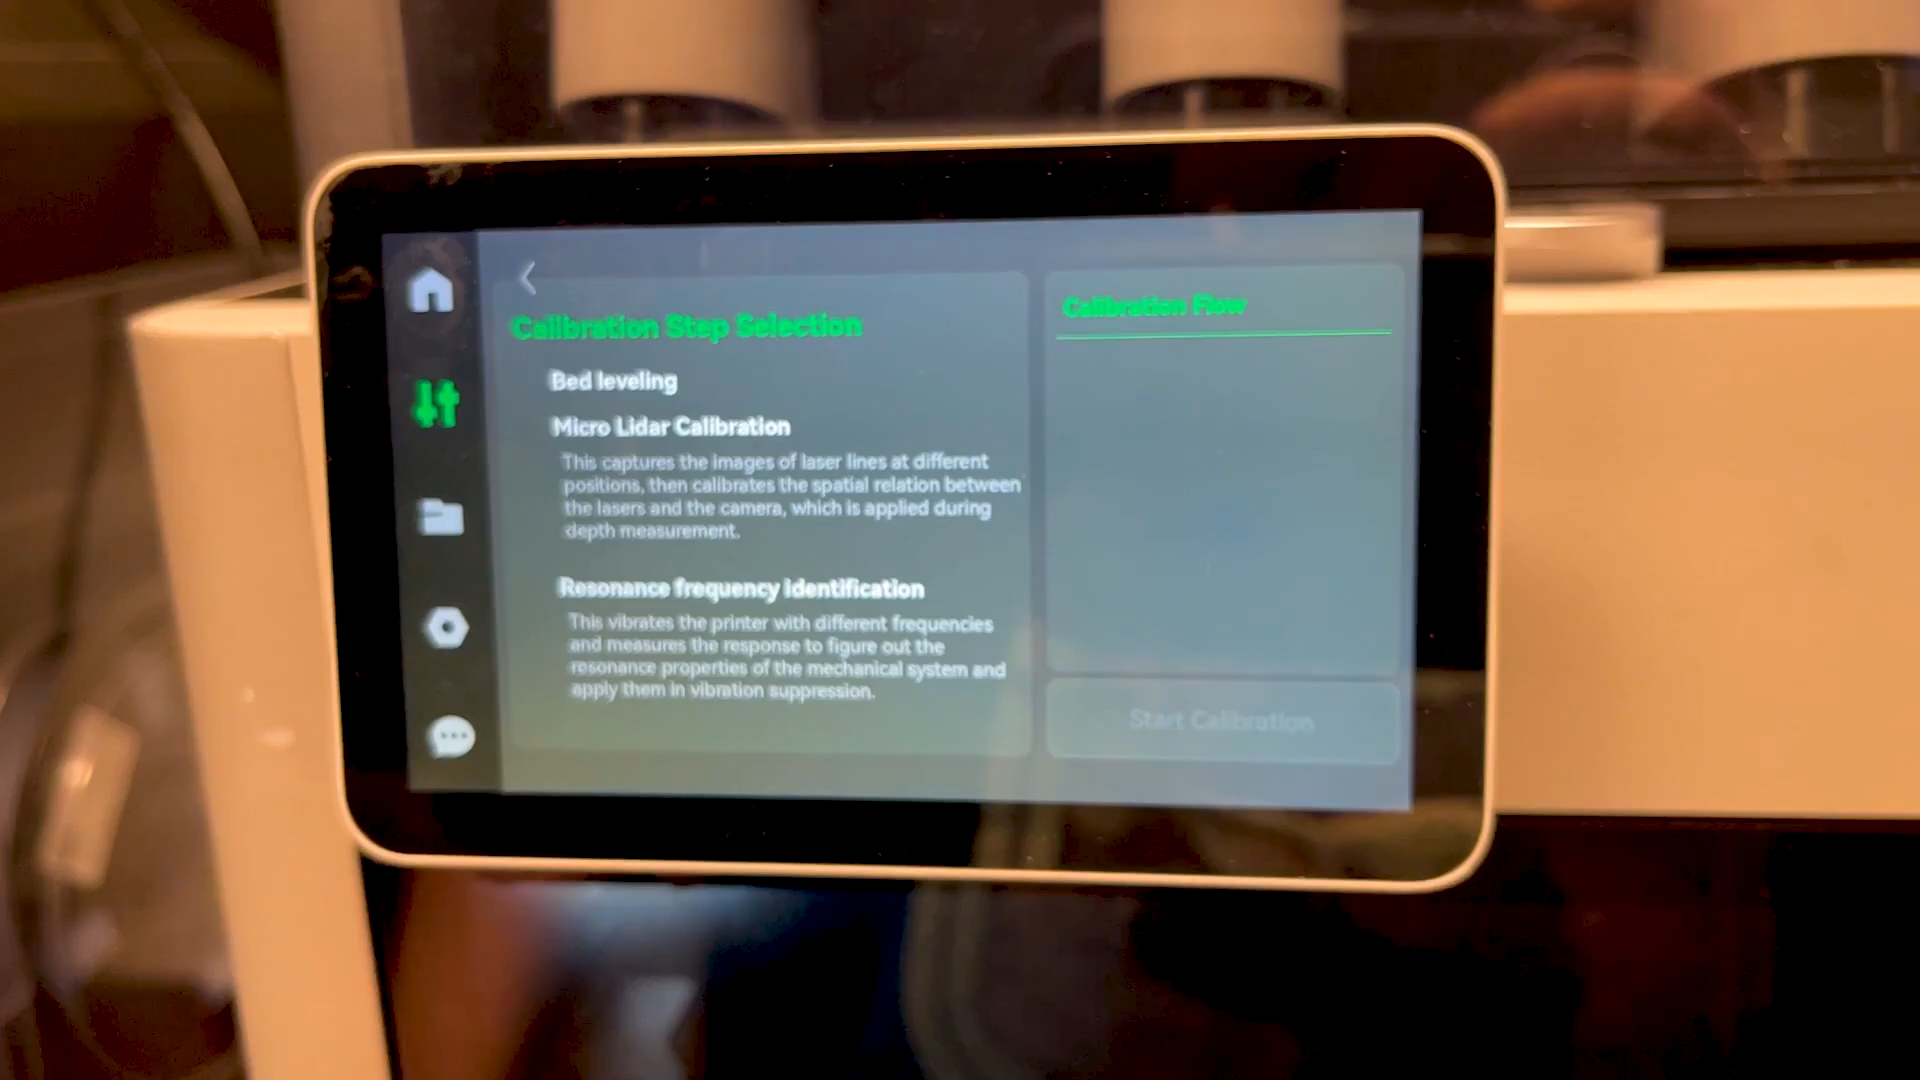 Calibration Step Selection
Bed leveling
Micro Lidar Calibration
This captures the images of laser lines at different
positions, then calibrates the spatial relation between
the lasers and the camera, which is applied during
depth measurement.
Resonance frequency identification
This vibrates the printer with different frequencies
and measures the response to figure out the
resonance properties of the mechanical system and
apply them in vibration suppression.
Calibration Flow
Start Calibration